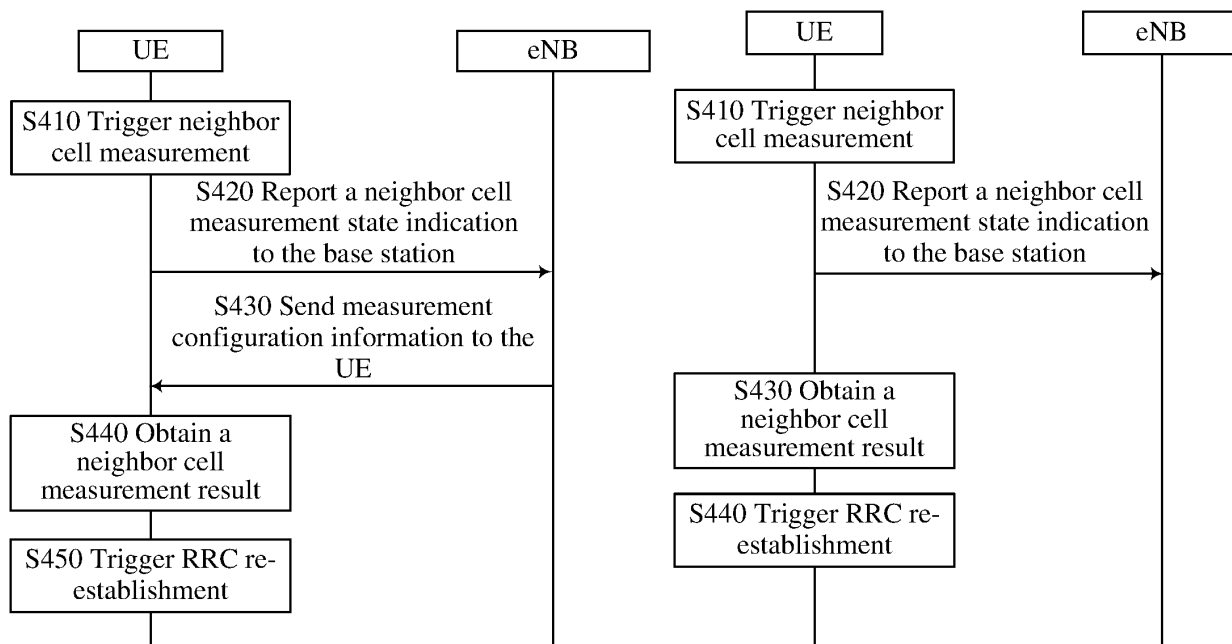 UE
eNB
S410 Trigger neighbor
cell measurement
S420 Report a neighbor cell
measurement state indication
to the base station
S430 Send measurement
configuration information to the
UE
S440 Obtain a
neighbor cell
measurement result
S450 Trigger RRC re-
establishment
UE
eNB
S410 Trigger neighbor
cell measurement
S420 Report a neighbor cell
measurement state indication
to the base station
S430 Obtain a
neighbor cell
measurement result
S440 Trigger RRC re-
establishment